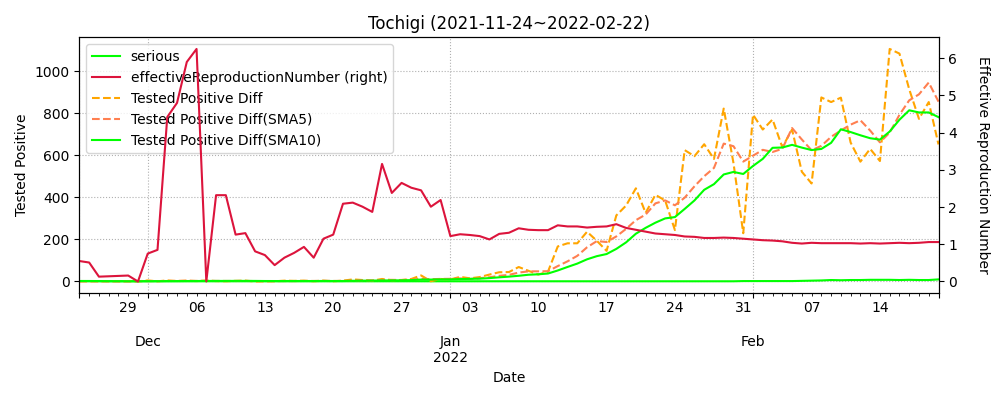 Tochigi (2021-11-24~2022-02-22)
serious
effectiveReproductionNumber (right)
Tested Positive Diff
Tested Positive Diff(SMA5)
Tested Positive Diff(SMA10)
Tested Positive
1000
800
600
400
200
0
Effective Reproduction Number
6
5
4
3
2
1
0
29 06 13 20 27 03 10 17 24 31 07 14
Dec Jan Feb
2022
Date